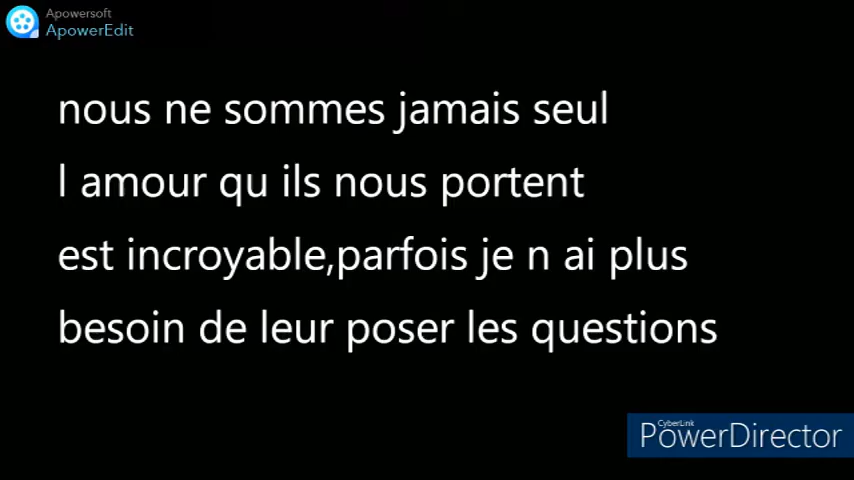 Apowersoft
ApowerEdit
nous ne sommes jamais seul
l amour qu ils nous portent
est incroyable,parfois je n ai plus
besoin de leur poser les questions
CyberLink
PowerDirector